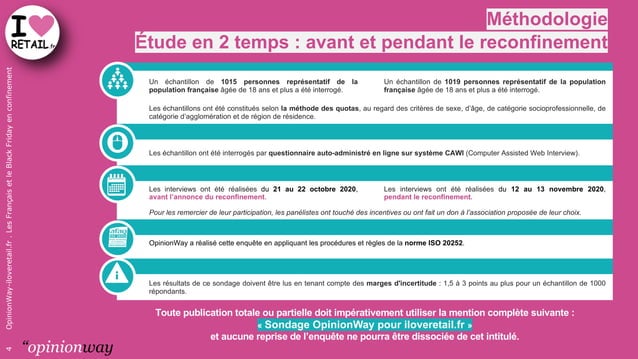 I
RETAIL.fr
Méthodologie
Étude en 2 temps : avant et pendant le reconfinement
Un échantillon de 1015 personnes représentatif de la
population française âgée de 18 ans et plus a été interrogé.
Un échantillon de 1019 personnes représentatif de la population
française âgée de 18 ans et plus a été interrogé.
Les échantillons ont été constitués selon la méthode des quotas, au regard des critères de sexe, d'âge, de catégorie socioprofessionnelle, de
catégorie d'agglomération et de région de résidence.
Les échantillon ont été interrogés par questionnaire auto-administré en ligne sur système CAWI (Computer Assisted Web Interview).
Les interviews ont été réalisées du 21 au 22 octobre 2020,
avant l'annonce du reconfinement.
Les interviews ont été réalisées du 12 au 13 novembre 2020,
pendant le reconfinement.
Pour les remercier de leur participation, les panélistes ont touché des incentives ou ont fait un don à l'association proposée de leur choix.
OpinionWay a réalisé cette enquête en appliquant les procédures et règles de la norme ISO 20252.
Les résultats de ce sondage doivent être lus en tenant compte des marges d'incertitude : 1,5 à 3 points au plus pour un échantillon de 1000
répondants.
Toute publication totale ou partielle doit impérativement utiliser la mention complète suivante :
« Sondage OpinionWay pour iloveretail.fr »
et aucune reprise de l'enquête ne pourra être dissociée de cet intitulé.
OpinionWay-iloveretail.fr . Les Français et le Black Friday en confinement
4
“opinionway